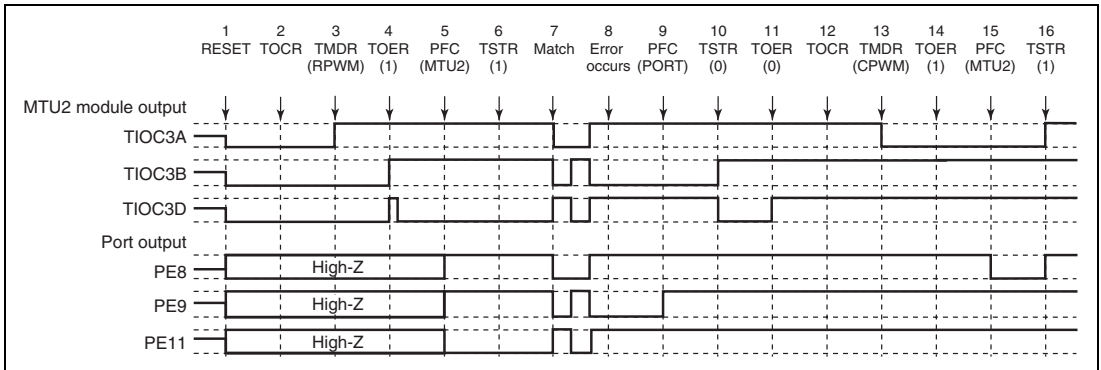 1 2 3 4 5 6 7 8 9 10 11 12 13 14 15 16
RESET TOCR TMDR TOER PFC TSTR Match Error PFC TSTR TOER TOCR TMDR TOER PFC TSTR
(RPWM) (1) (MTU2) (1) occurs (PORT) (0) (0) (CPWM) (1) (MTU2) (1)
MTU2 module output
TIOC3A
TIOC3B
TIOC3D
Port output
PE8 High-Z
PE9 High-Z
PE11 High-Z